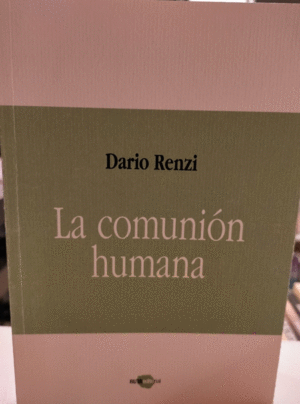 Dario Renzi
La comunión
humana